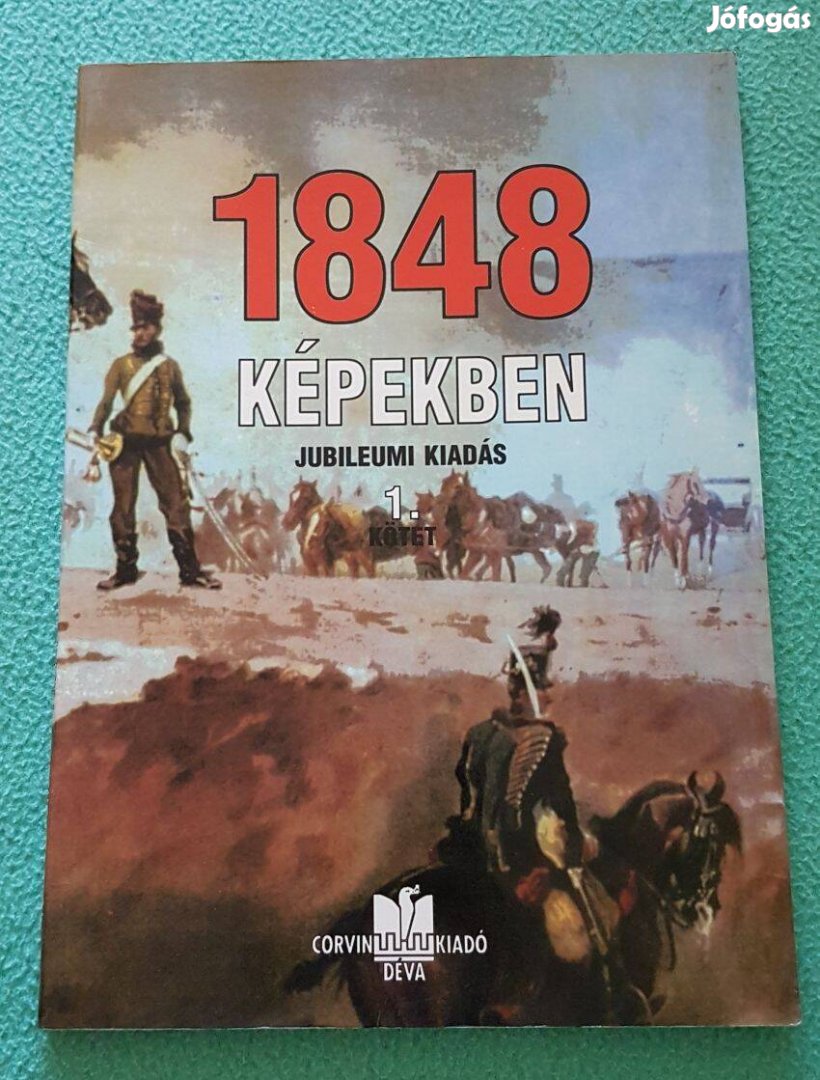 Jófogás
1848
KÉPEKBEN
JUBILEUMI KIADÁS
1.
KÖTET
CORVIN KIADÓ
DÉVA